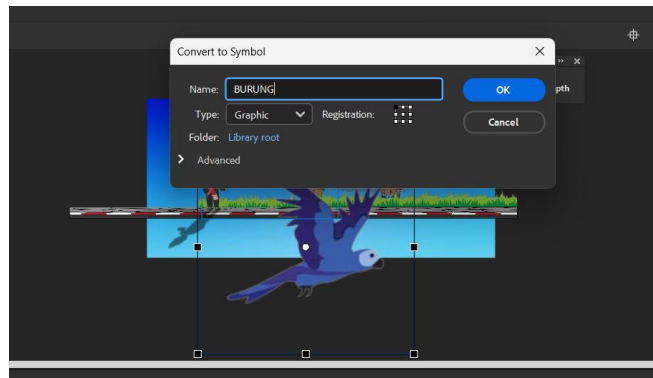 Convert to Symbol
Name: BURUNG
OK
pth
Type: Graphic Registration:
Cancel
Folder: Library root
Advanced